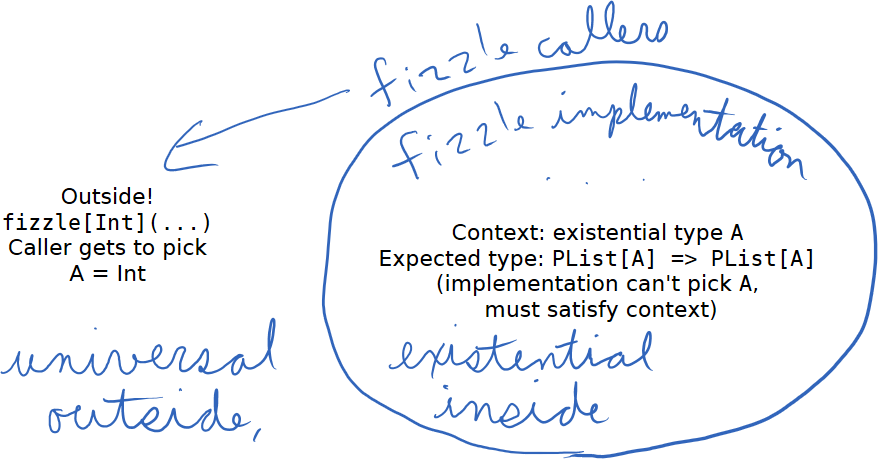 fizzle callers
fizzle implementation
. . .
Outside!
fizzle[Int](...)
Caller gets to pick
A = Int
Context: existential type A
Expected type: PList[A] => PList[A]
(implementation can't pick A,
must satisfy context)
universal
outside,
existential
inside